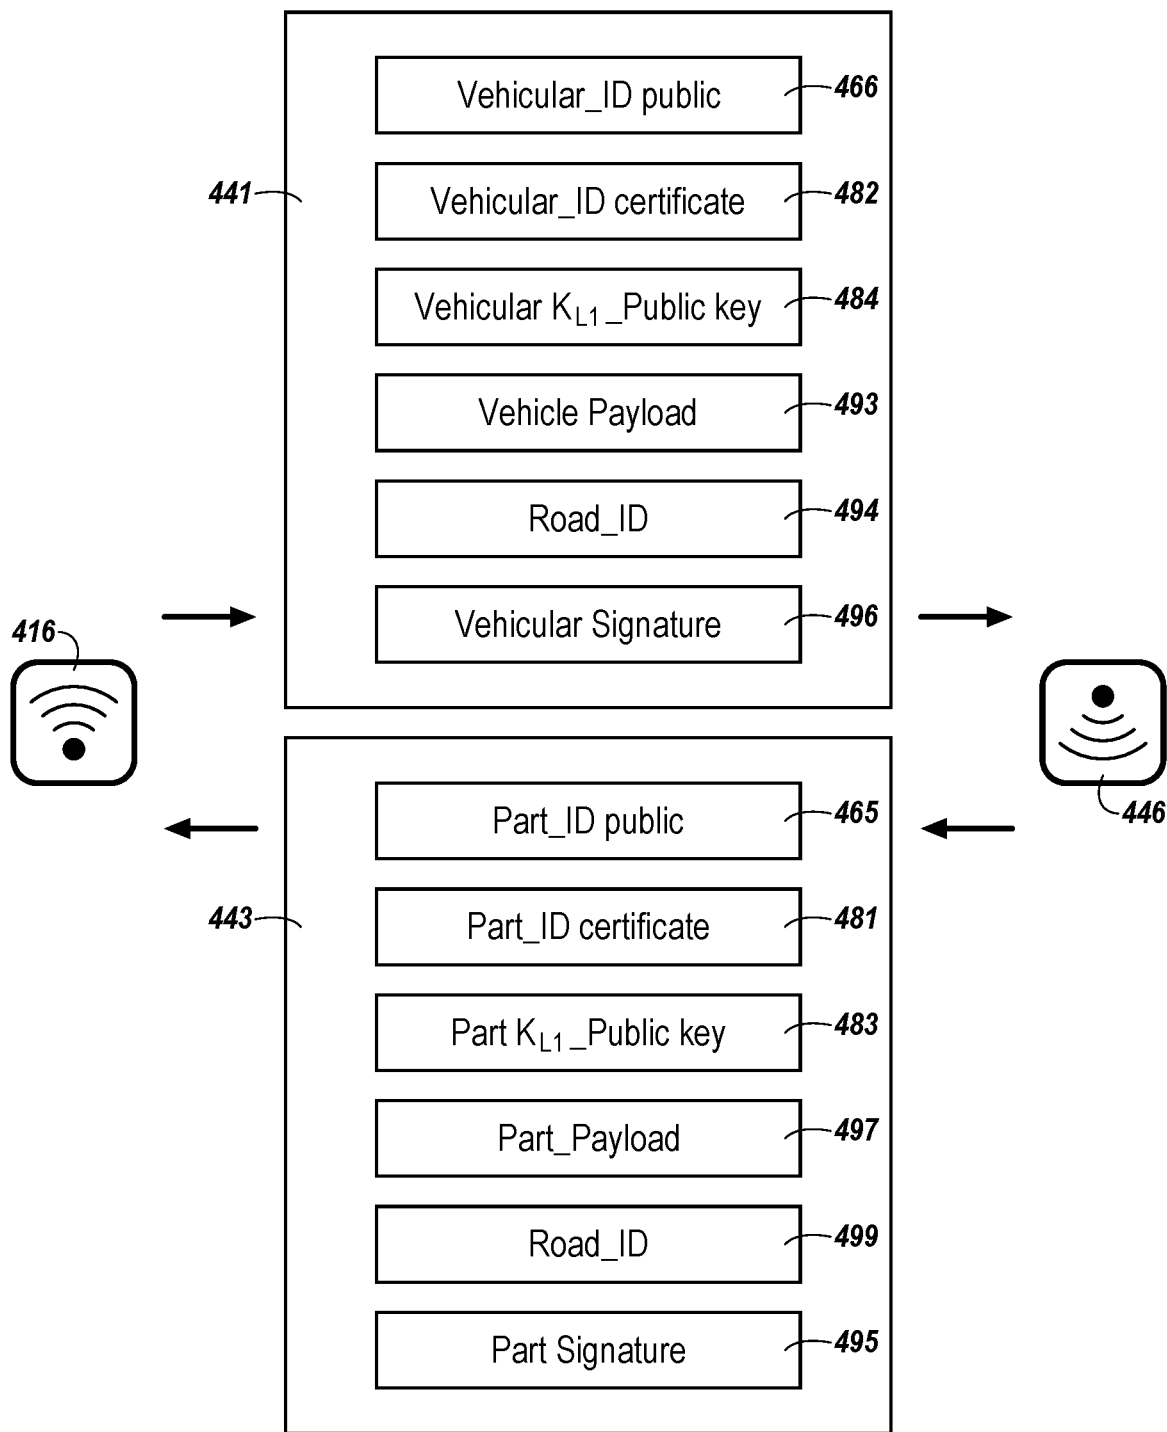 Vehicular_ID public 466
441 Vehicular_ID certificate 482
Vehicular KL1_Public key 484
Vehicle Payload 493
Road_ID 494
Vehicular Signature 496
416
446
Part_ID public 465
443 Part_ID certificate 481
Part KL1_Public key 483
Part_Payload 497
Road_ID 499
Part Signature 495